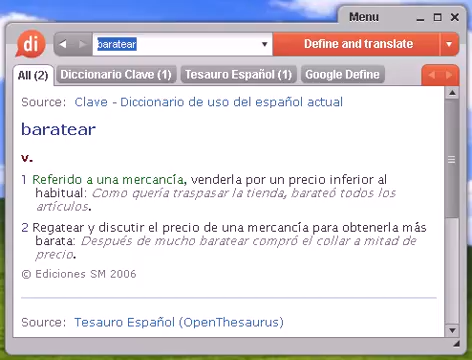 Menu
di
baratear
Define and translate
All (2)
Diccionario Clave (1)
Tesauro Español (1)
Google Define
Source: Clave - Diccionario de uso del español actual
baratear
v.
1 Referido a una mercancía, venderla por un precio inferior al
habitual: Como quería traspasar la tienda, barateó todos los
artículos.
2 Regatear y discutir el precio de una mercancía para obtenerla más
barata: Después de mucho baratear compró el collar a mitad de
precio.
© Ediciones SM 2006
Source: Tesauro Español (OpenThesaurus)